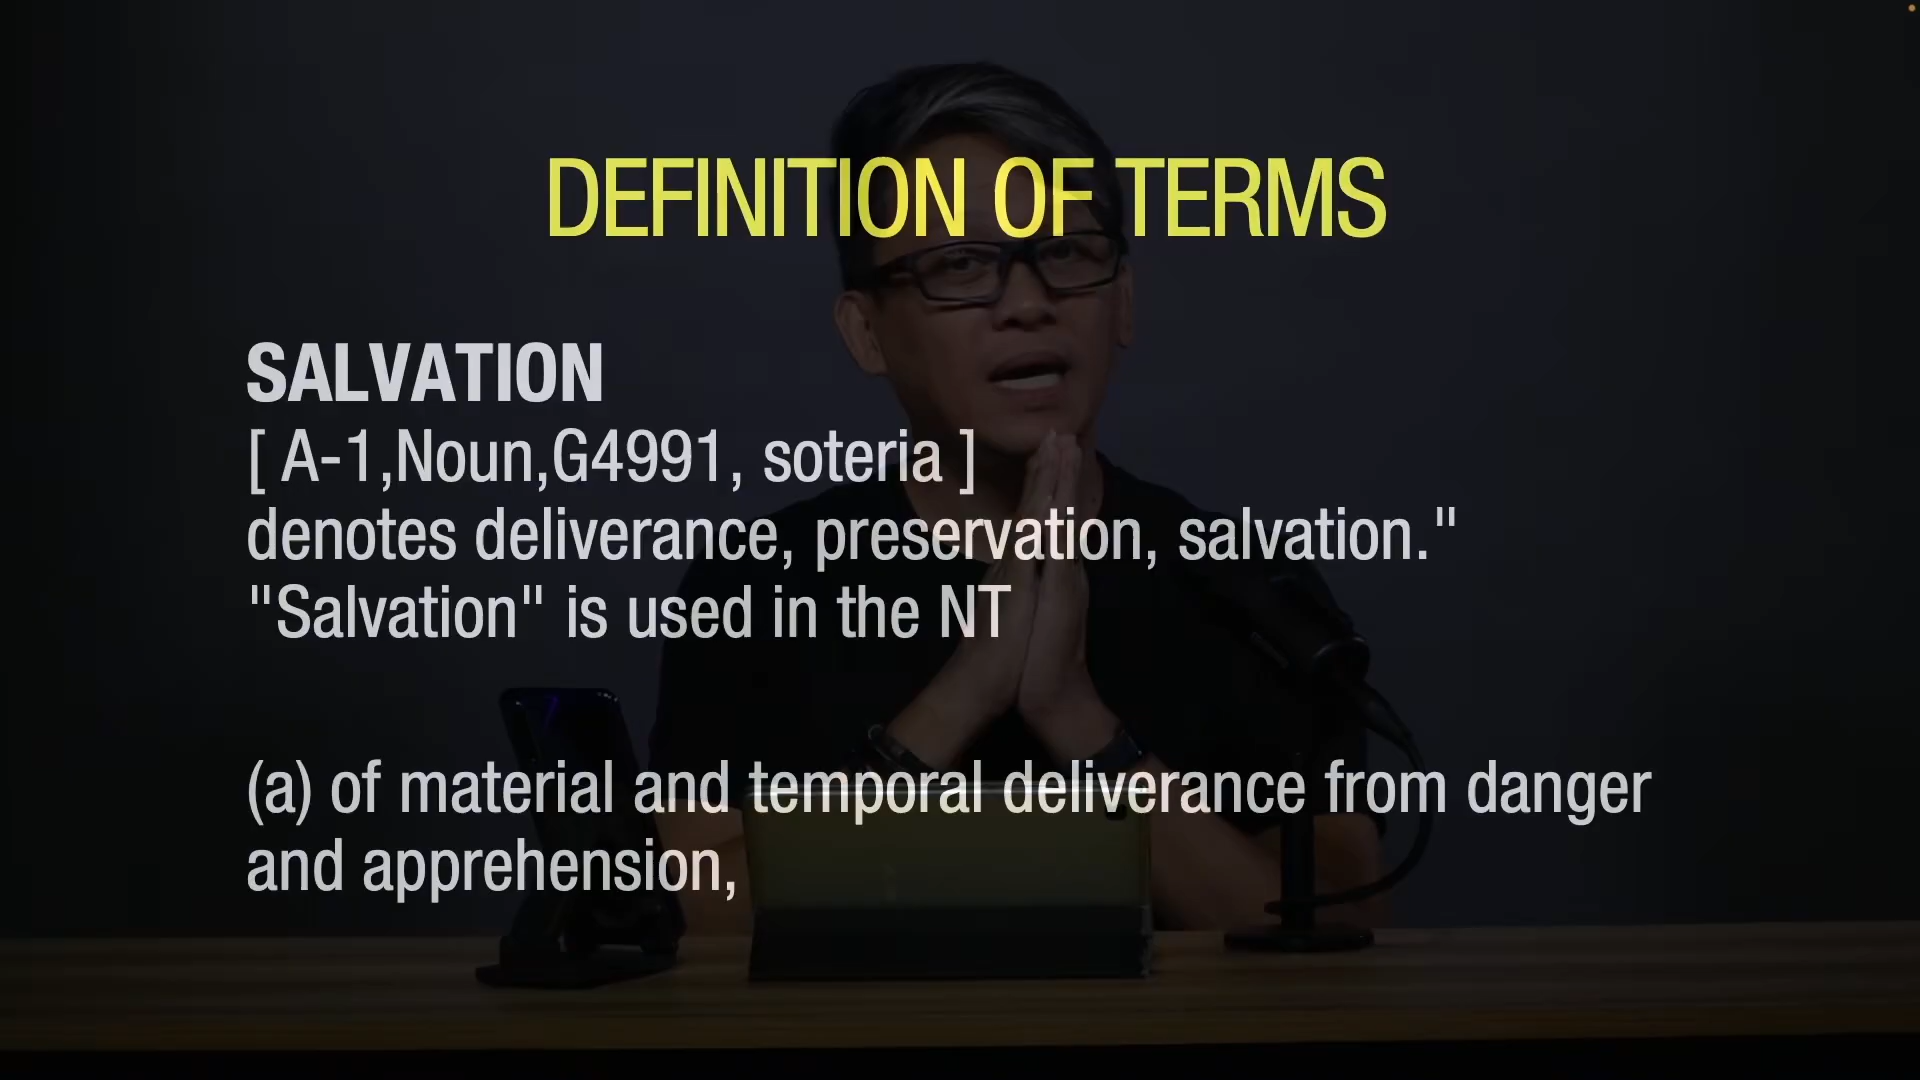 DEFINITION OF TERMS
SALVATION
[ A-1,Noun,G4991, soteria ]
denotes deliverance, preservation, salvation."
"Salvation" is used in the NT
(a) of material and temporal deliverance from danger
and apprehension,